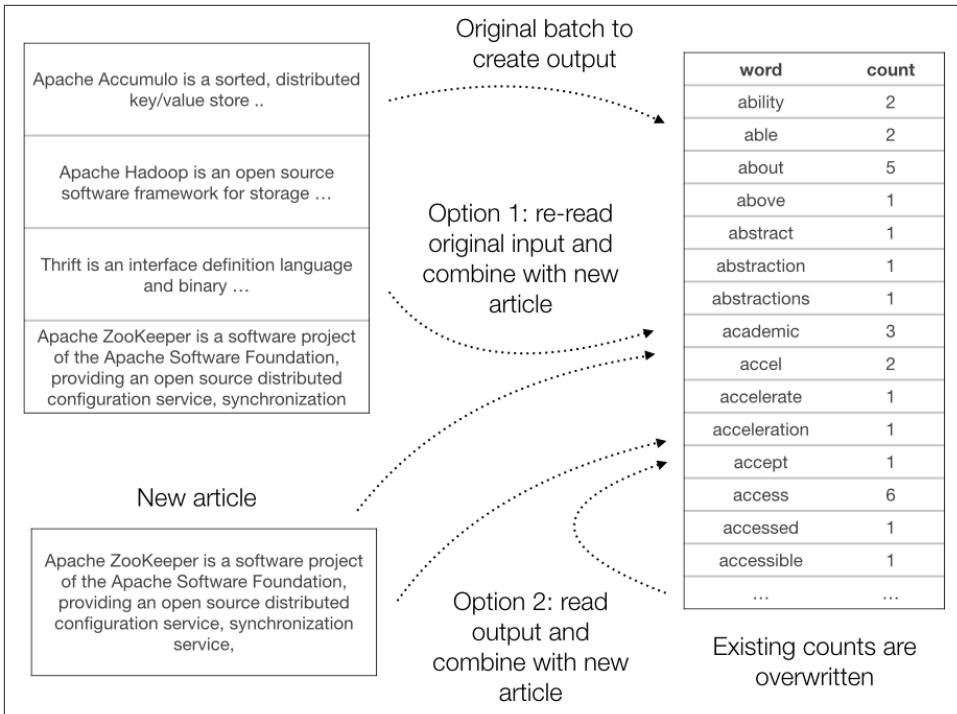 Original batch to
create output
Apache Accumulo is a sorted, distributed
key/value store ..
Apache Hadoop is an open source
software framework for storage …
Thrift is an interface definition language
and binary …
Apache ZooKeeper is a software project
of the Apache Software Foundation,
providing an open source distributed
configuration service, synchronization
Option 1: re-read
original input and
combine with new
article
New article
Apache ZooKeeper is a software project
of the Apache Software Foundation,
providing an open source distributed
configuration service, synchronization
service,
Option 2: read
output and
combine with new
article
word count
ability 2
able 2
about 5
above 1
abstract 1
abstraction 1
abstractions 1
academic 3
accel 2
accelerate 1
acceleration 1
accept 1
access 6
accessed 1
accessible 1
… …
Existing counts are
overwritten